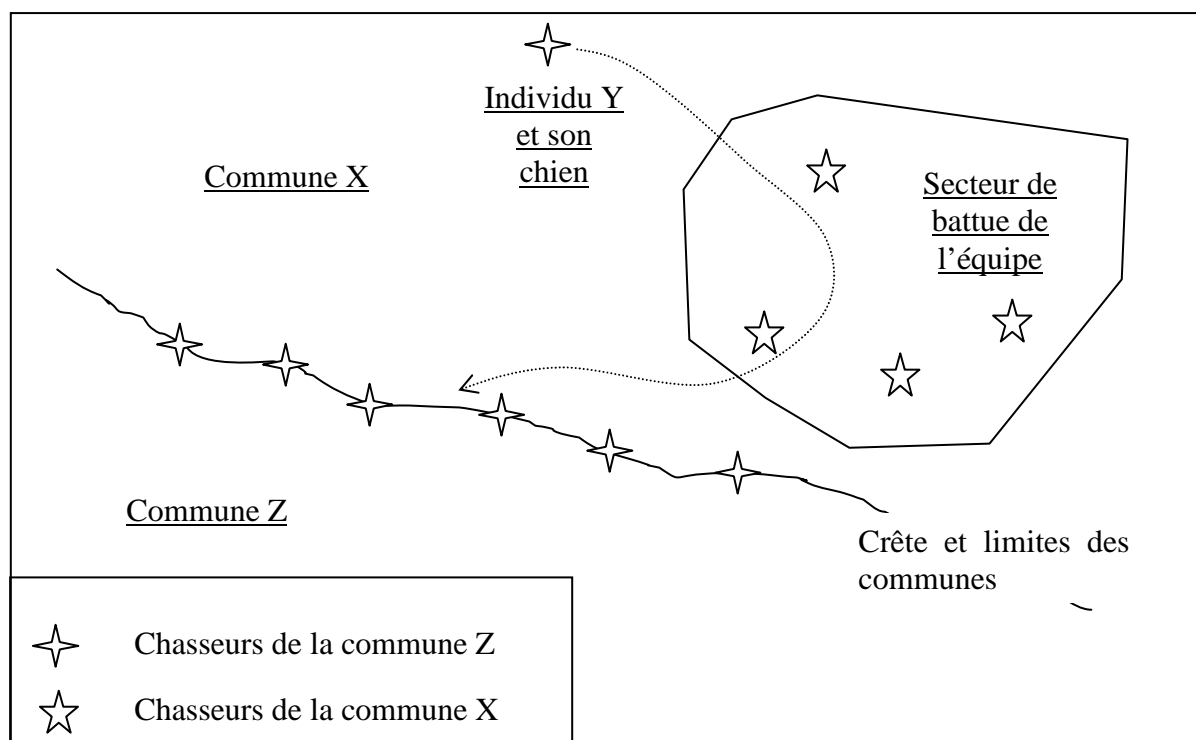 Individu Y
et son
chien
Commune X
Secteur de
battue de
l'équipe
Commune Z
Crête et limites des
communes
Chasseurs de la commune Z
Chasseurs de la commune X